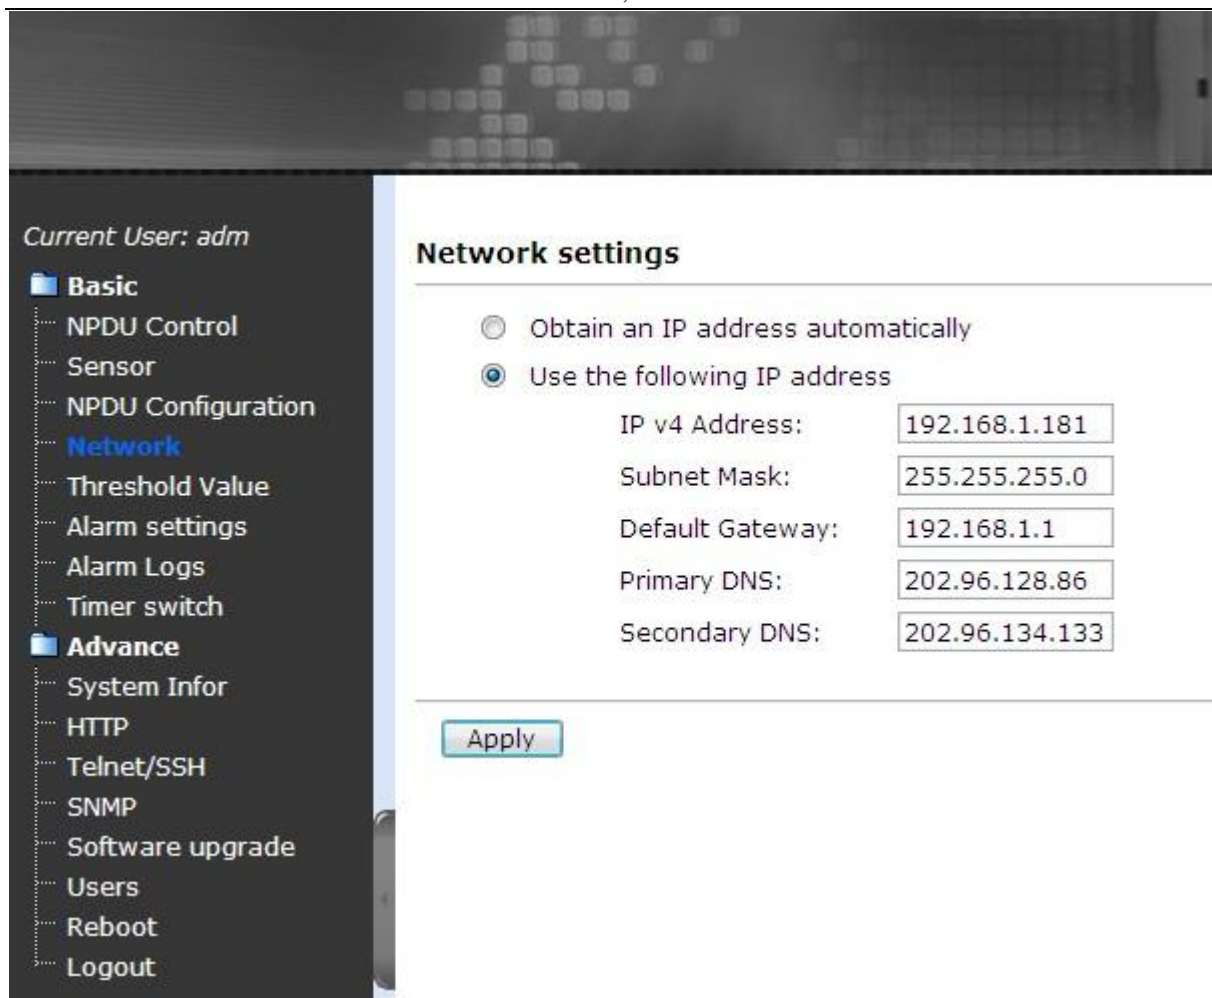 Current User: adm
Basic
NPDU Control
Sensor
NPDU Configuration
Network
Threshold Value
Alarm settings
Alarm Logs
Timer switch
Advance
System Infor
HTTP
Telnet/SSH
SNMP
Software upgrade
Users
Reboot
Logout
Network settings
Obtain an IP address automatically
Use the following IP address
IP v4 Address: 192.168.1.181
Subnet Mask: 255.255.255.0
Default Gateway: 192.168.1.1
Primary DNS: 202.96.128.86
Secondary DNS: 202.96.134.133
Apply